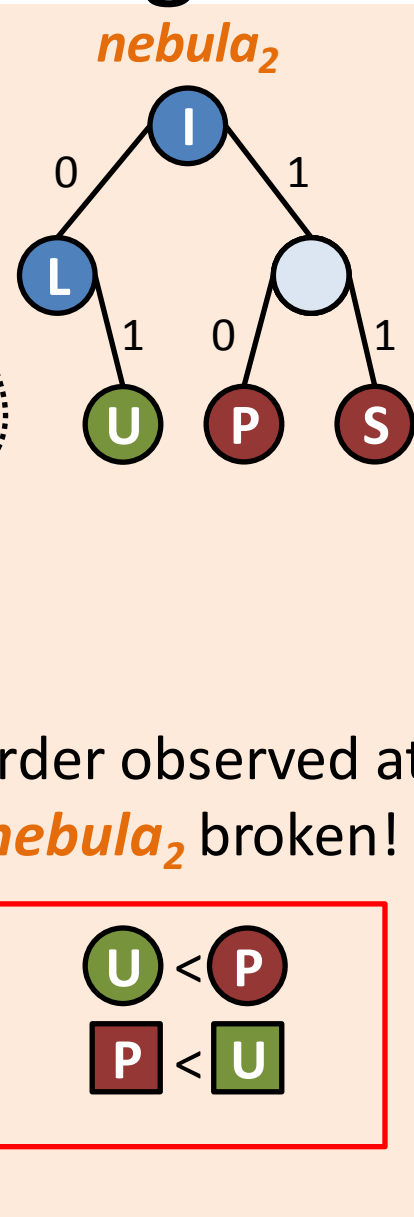 nebula₂
I
0 1
L
1 0 1
U P S
rder observed at
nebula₂ broken!
U < P
P < U